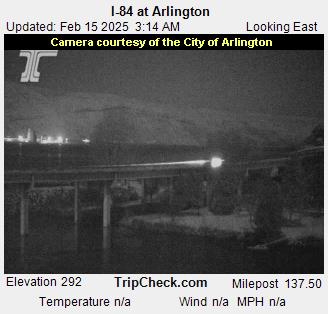 I-84 at Arlington
Updated: Feb 15 2025 3:14 AM Looking East
Camera courtesy of the City of Arlington
Elevation 292 TripCheck.com Milepost 137.50
Temperature n/a Wind n/a MPH n/a